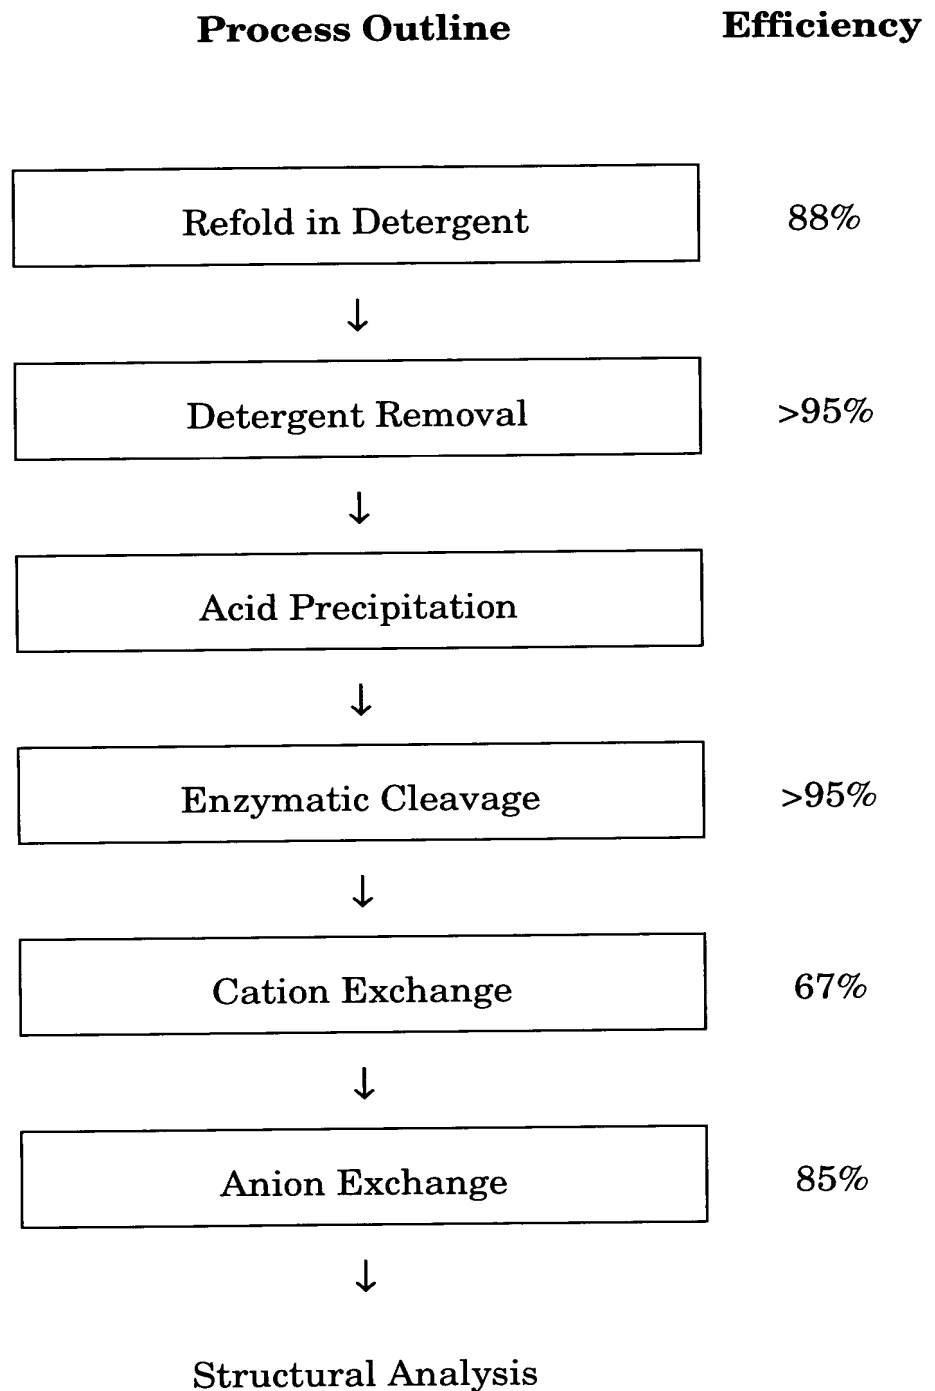 Process Outline Efficiency
Refold in Detergent 88%
↓
Detergent Removal >95%
↓
Acid Precipitation
↓
Enzymatic Cleavage >95%
↓
Cation Exchange 67%
↓
Anion Exchange 85%
↓
Structural Analysis